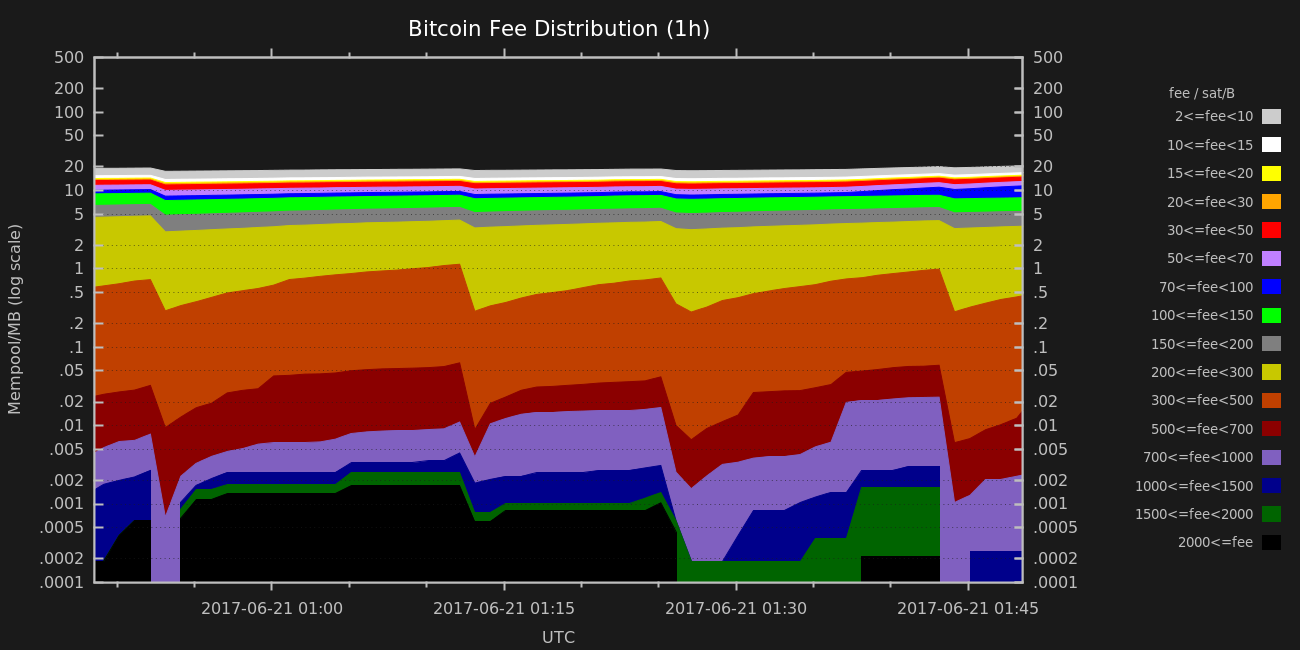 Bitcoin Fee Distribution (1h)
500 500
200 200
100 100
50 50
20 20
10 10
5 5
2 2
1 1
.5 .5
.2 .2
.1 .1
.05 .05
.02 .02
.01 .01
.005 .005
.002 .002
.001 .001
.0005 .0005
.0002 .0002
.0001 .0001
Mempool/MB (log scale)
2017-06-21 01:00 2017-06-21 01:15 2017-06-21 01:30 2017-06-21 01:45
UTC
fee / sat/B
2<=fee<10
10<=fee<15
15<=fee<20
20<=fee<30
30<=fee<50
50<=fee<70
70<=fee<100
100<=fee<150
150<=fee<200
200<=fee<300
300<=fee<500
500<=fee<700
700<=fee<1000
1000<=fee<1500
1500<=fee<2000
2000<=fee